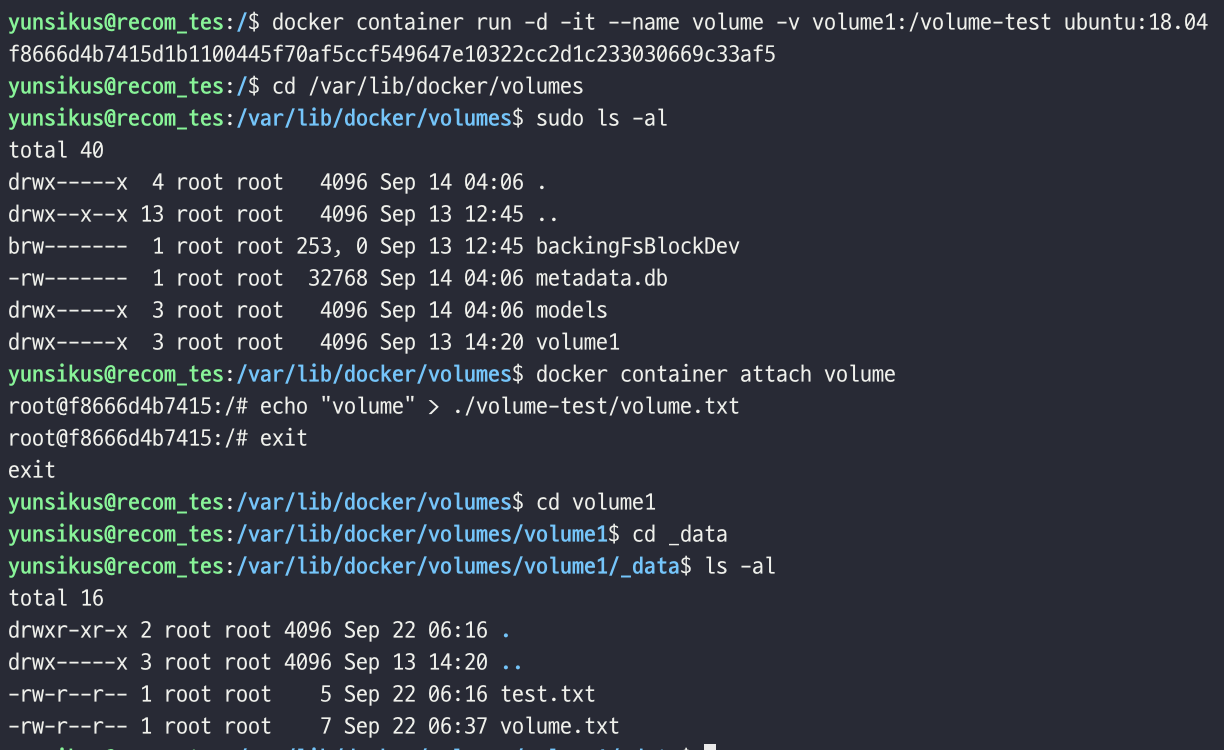 yunsikus@recom_tes:/$ docker container run -d -it --name volume -v volume1:/volume-test ubuntu:18.04
f8666d4b7415d1b1100445f70af5ccf549647e10322cc2d1c233030669c33af5
yunsikus@recom_tes:/$ cd /var/lib/docker/volumes
yunsikus@recom_tes:/var/lib/docker/volumes$ sudo ls -al
total 40
drwx-----x  4 root root   4096 Sep 14 04:06 .
drwx--x--x 13 root root   4096 Sep 13 12:45 ..
brw-------  1 root root 253, 0 Sep 13 12:45 backingFsBlockDev
-rw-------  1 root root  32768 Sep 14 04:06 metadata.db
drwx-----x  3 root root   4096 Sep 14 04:06 models
drwx-----x  3 root root   4096 Sep 13 14:20 volume1
yunsikus@recom_tes:/var/lib/docker/volumes$ docker container attach volume
root@f8666d4b7415:/# echo "volume" > ./volume-test/volume.txt
root@f8666d4b7415:/# exit
exit
yunsikus@recom_tes:/var/lib/docker/volumes$ cd volume1
yunsikus@recom_tes:/var/lib/docker/volumes/volume1$ cd _data
yunsikus@recom_tes:/var/lib/docker/volumes/volume1/_data$ ls -al
total 16
drwxr-xr-x 2 root root 4096 Sep 22 06:16 .
drwx-----x 3 root root 4096 Sep 13 14:20 ..
-rw-r--r-- 1 root root    5 Sep 22 06:16 test.txt
-rw-r--r-- 1 root root    7 Sep 22 06:37 volume.txt